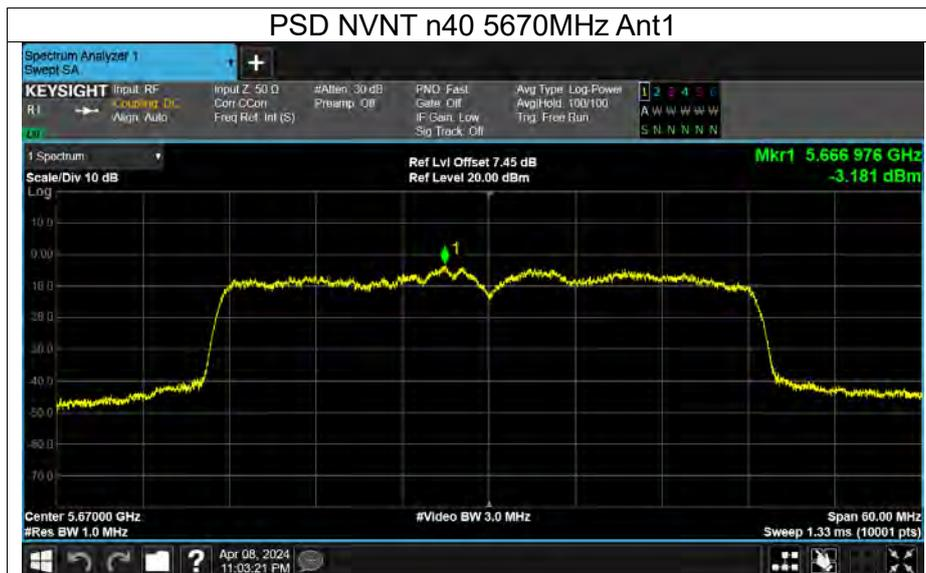 PSD NVNT n40 5670MHz Ant1
Spectrum Analyzer 1
Swept SA
+
KEYSIGHT
Input: RF
Coupling: DC
Align: Auto
Input Z: 50 Ω
Corr CCorr
Freq Ref: Int (S)
#Atten: 30 dB
Preamp: Off
PNO: Fast
Gate: Off
IF Gain: Low
Sig Track: Off
Avg Type: Log-Power
Avg|Hold: 100/100
Trig: Free Run
1 2 3 4 5 6
A W W W W W
S N N N N N
1 Spectrum
Scale/Div 10 dB
Log
Ref Lvl Offset 7.45 dB
Ref Level 20.00 dBm
Mkr1 5.666 976 GHz
-3.181 dBm
10.0
0.00
1
-10.0
-20.0
-30.0
-40.0
-50.0
-60.0
-70.0
Center 5.67000 GHz
#Res BW 1.0 MHz
#Video BW 3.0 MHz
Span 60.00 MHz
Sweep 1.33 ms (10001 pts)
?
Apr 08, 2024
11:03:21 PM